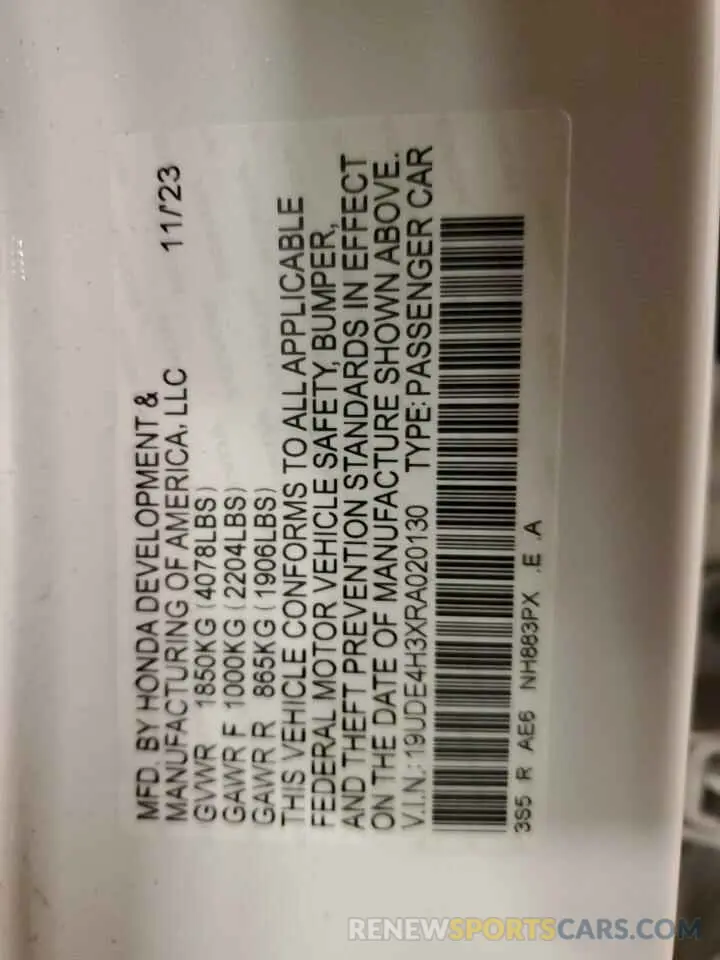 MFD. BY HONDA DEVELOPMENT &
MANUFACTURING OF AMERICA, LLC 11/23
GVWR 1850KG (4078LBS)
GAWR F 1000KG (2204LBS)
GAWR R 865KG (1906LBS)
THIS VEHICLE CONFORMS TO ALL APPLICABLE
FEDERAL MOTOR VEHICLE SAFETY, BUMPER,
AND THEFT PREVENTION STANDARDS IN EFFECT
ON THE DATE OF MANUFACTURE SHOWN ABOVE.
V.I.N.: 19UDE4H3XRA020130 TYPE: PASSENGER CAR
3S5 R AE6 NH883PX .E .A
RENEWSPORTSCARS.COM